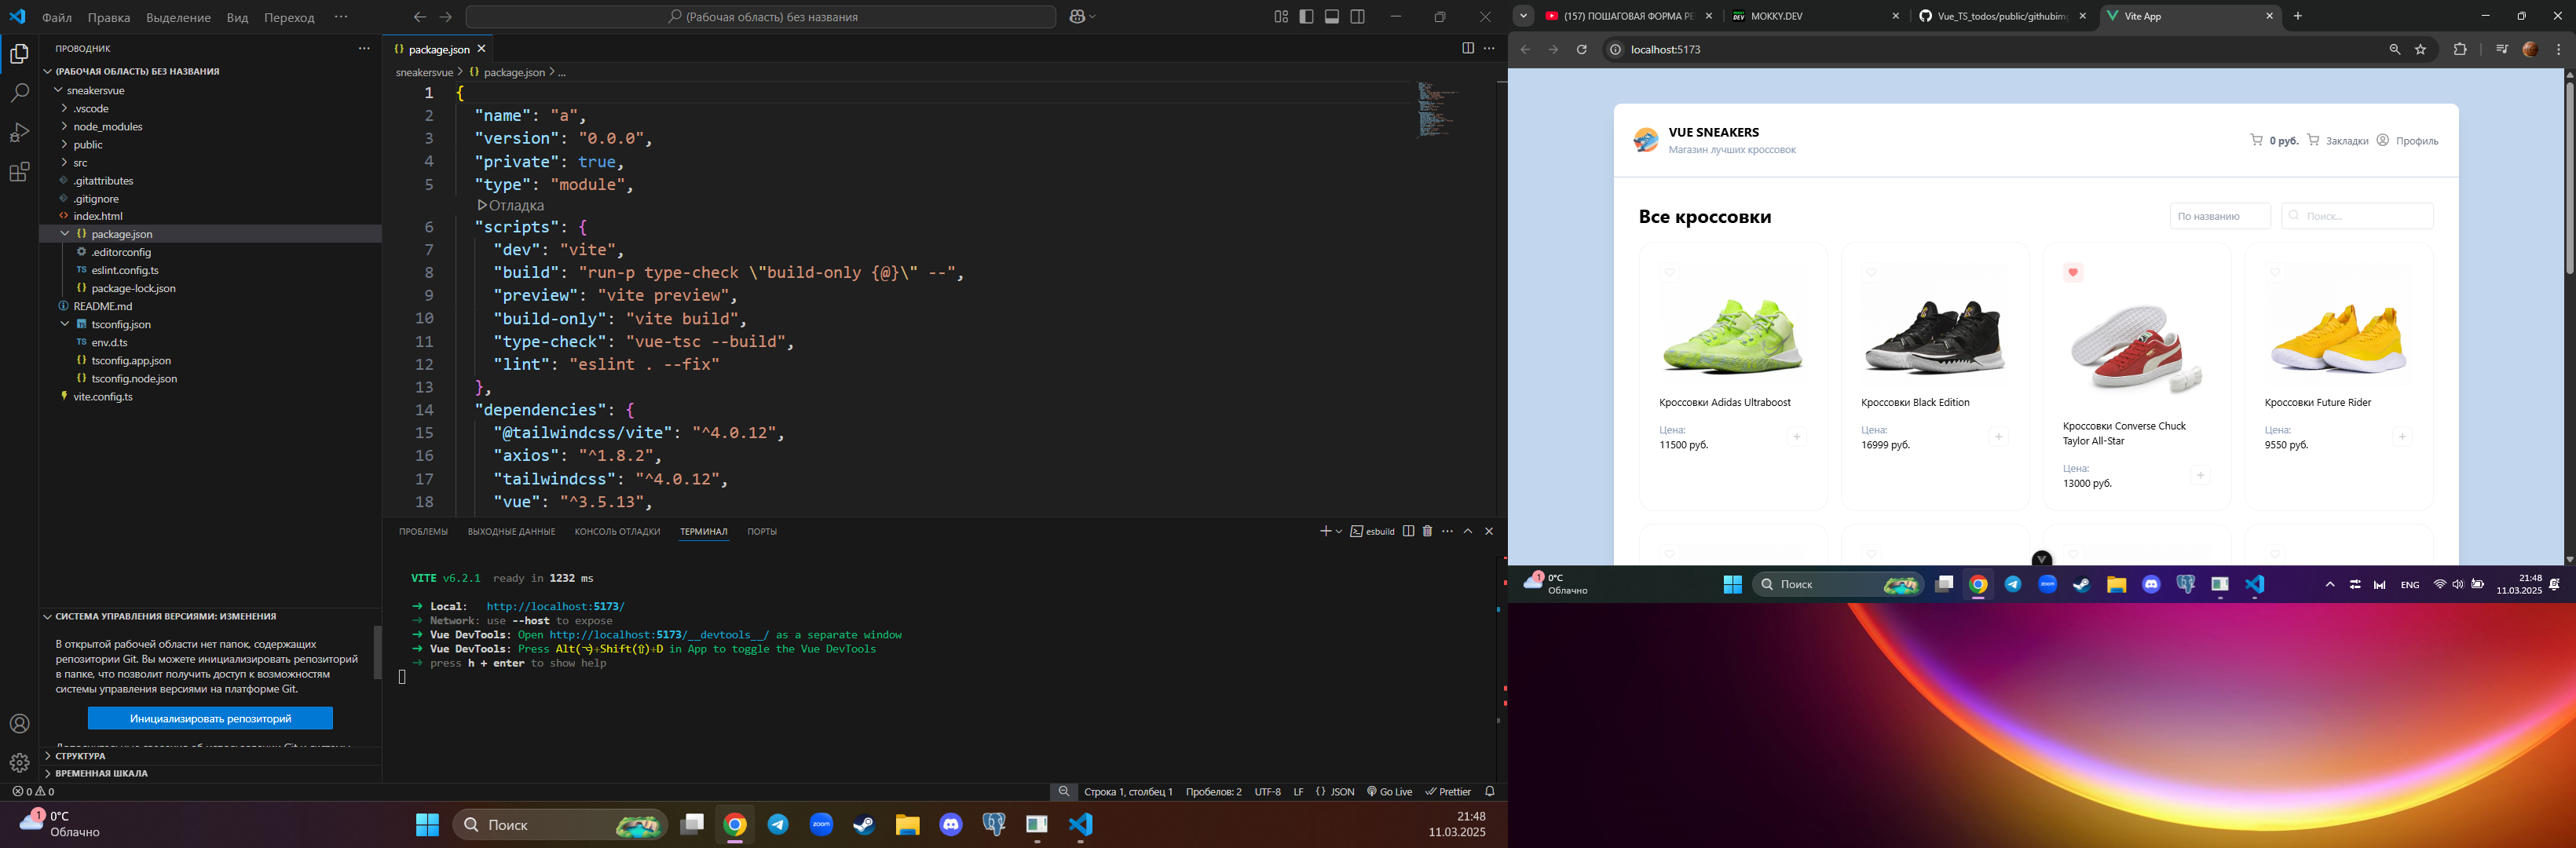 Файл Правка Выделение Вид Переход ···
(Рабочая область) без названия
ПРОВОДНИК
(РАБОЧАЯ ОБЛАСТЬ) БЕЗ НАЗВАНИЯ
sneakersvue
.vscode
node_modules
public
src
.gitattributes
.gitignore
index.html
package.json
.editorconfig
eslint.config.ts
package-lock.json
README.md
tsconfig.json
env.d.ts
tsconfig.app.json
tsconfig.node.json
vite.config.ts
СИСТЕМА УПРАВЛЕНИЯ ВЕРСИЯМИ: ИЗМЕНЕНИЯ
В открытой рабочей области нет папок, содержащих
репозитории Git. Вы можете инициализировать репозиторий
в папке, что позволит получить доступ к возможностям
системы управления версиями на платформе Git.
Инициализировать репозиторий
СТРУКТУРА
ВРЕМЕННАЯ ШКАЛА
package.json
sneakersvue > {} package.json > ...
1 {
2 "name": "a",
3 "version": "0.0.0",
4 "private": true,
5 "type": "module",
Отладка
6 "scripts": {
7 "dev": "vite",
8 "build": "run-p type-check \"build-only {@}\" --",
9 "preview": "vite preview",
10 "build-only": "vite build",
11 "type-check": "vue-tsc --build",
12 "lint": "eslint . --fix"
13 },
14 "dependencies": {
15 "@tailwindcss/vite": "^4.0.12",
16 "axios": "^1.8.2",
17 "tailwindcss": "^4.0.12",
18 "vue": "^3.5.13",
ПРОБЛЕМЫ ВЫХОДНЫЕ ДАННЫЕ КОНСОЛЬ ОТЛАДКИ ТЕРМИНАЛ ПОРТЫ
esbuild
VITE v6.2.1 ready in 1232 ms
➜ Local: http://localhost:5173/
➜ Network: use --host to expose
➜ Vue DevTools: Open http://localhost:5173/__devtools__/ as a separate window
➜ Vue DevTools: Press Alt(⌥)+Shift(⇧)+D in App to toggle the Vue DevTools
➜ press h + enter to show help
0 0
Строка 1, столбец 1 Пробелов: 2 UTF-8 LF {} JSON Go Live Prettier
1
0°C
Облачно
Поиск
zoom
21:48
11.03.2025
(157) ПОШАГОВАЯ ФОРМА РЕ
MOKKY.DEV
Vue_TS_todos/public/githubimg
Vite App
localhost:5173
VUE SNEAKERS
Магазин лучших кроссовок
0 руб. Закладки Профиль
Все кроссовки
По названию
Поиск...
Кроссовки Adidas Ultraboost
Цена:
11500 руб.
Кроссовки Black Edition
Цена:
16999 руб.
Кроссовки Converse Chuck
Taylor All-Star
Цена:
13000 руб.
Кроссовки Future Rider
Цена:
9550 руб.
1
0°C
Облачно
Поиск
zoom
ENG
21:48
11.03.2025